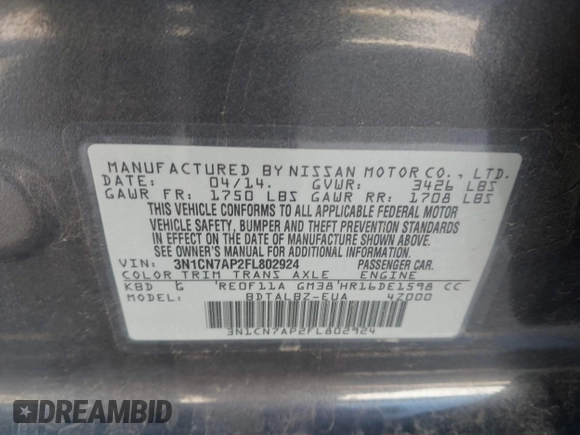 MANUFACTURED BY NISSAN MOTOR CO., LTD.
DATE: 04/14. GVWR: 3426 LBS
GAWR FR: 1750 LBS GAWR RR: 1708 LBS
THIS VEHICLE CONFORMS TO ALL APPLICABLE FEDERAL MOTOR
VEHICLE SAFETY, BUMPER AND THEFT PREVENTION STANDARDS
IN EFFECT ON THE DATE OF MANUFACTURE SHOWN ABOVE.
SEE OWNER'S MANUAL FOR ADDITIONAL INFORMATION.
VIN: 3N1CN7AP2FL802924 PASSENGER CAR.
COLOR TRIM TRANS AXLE ENGINE
KBD G RE0F11A GM38 HR16DE1598 CC
MODEL: BDTALBZ-EUA 47000
3N1CN7AP2FL802924
DREAMBID